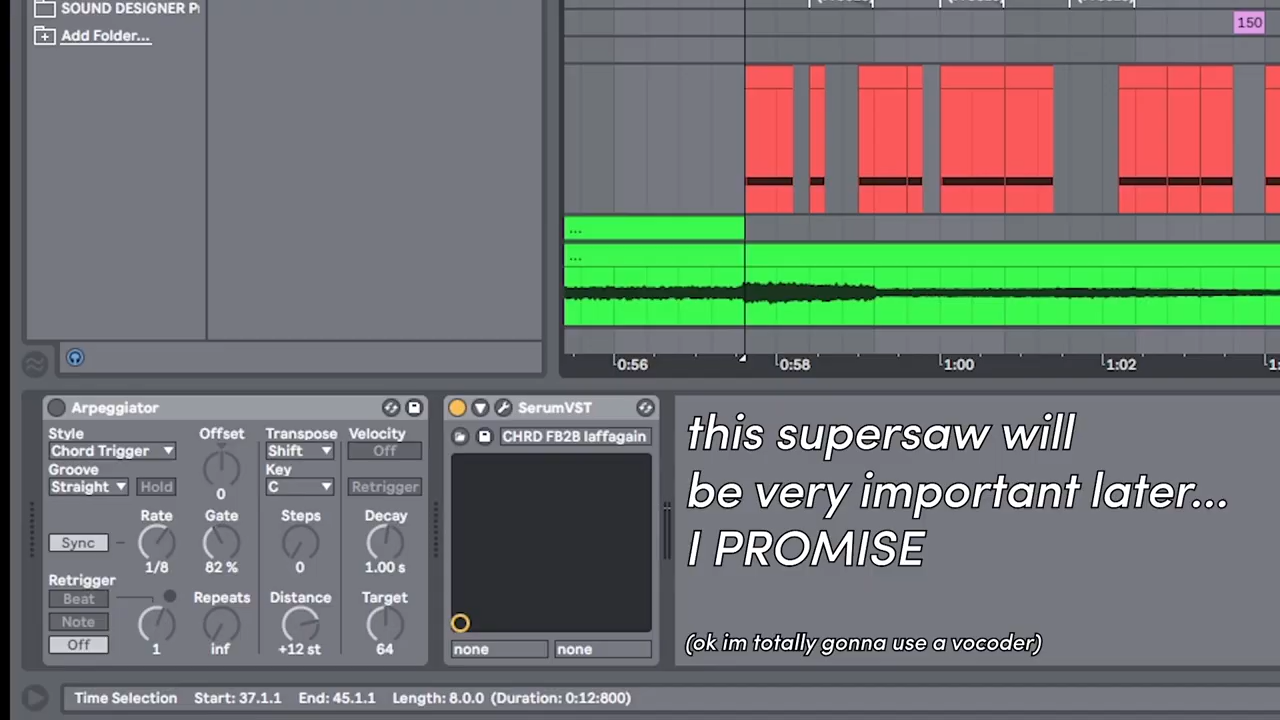 SOUND DESIGNER P
Add Folder...
150
...
...
0:56
0:58
1:00
1:02
Arpeggiator
Style
Chord Trigger
Groove
Straight
Hold
Offset
0
Transpose
Shift
Key
C
Velocity
Off
Retrigger
Sync
Rate
1/8
Gate
82 %
Steps
0
Decay
1.00 s
Retrigger
Beat
Note
Off
1
Repeats
inf
Distance
+12 st
Target
64
SerumVST
CHRD FB2B laffagain
none
none
this supersaw will
be very important later...
I PROMISE
(ok im totally gonna use a vocoder)
Time Selection Start: 37.1.1 End: 45.1.1 Length: 8.0.0 (Duration: 0:12:800)